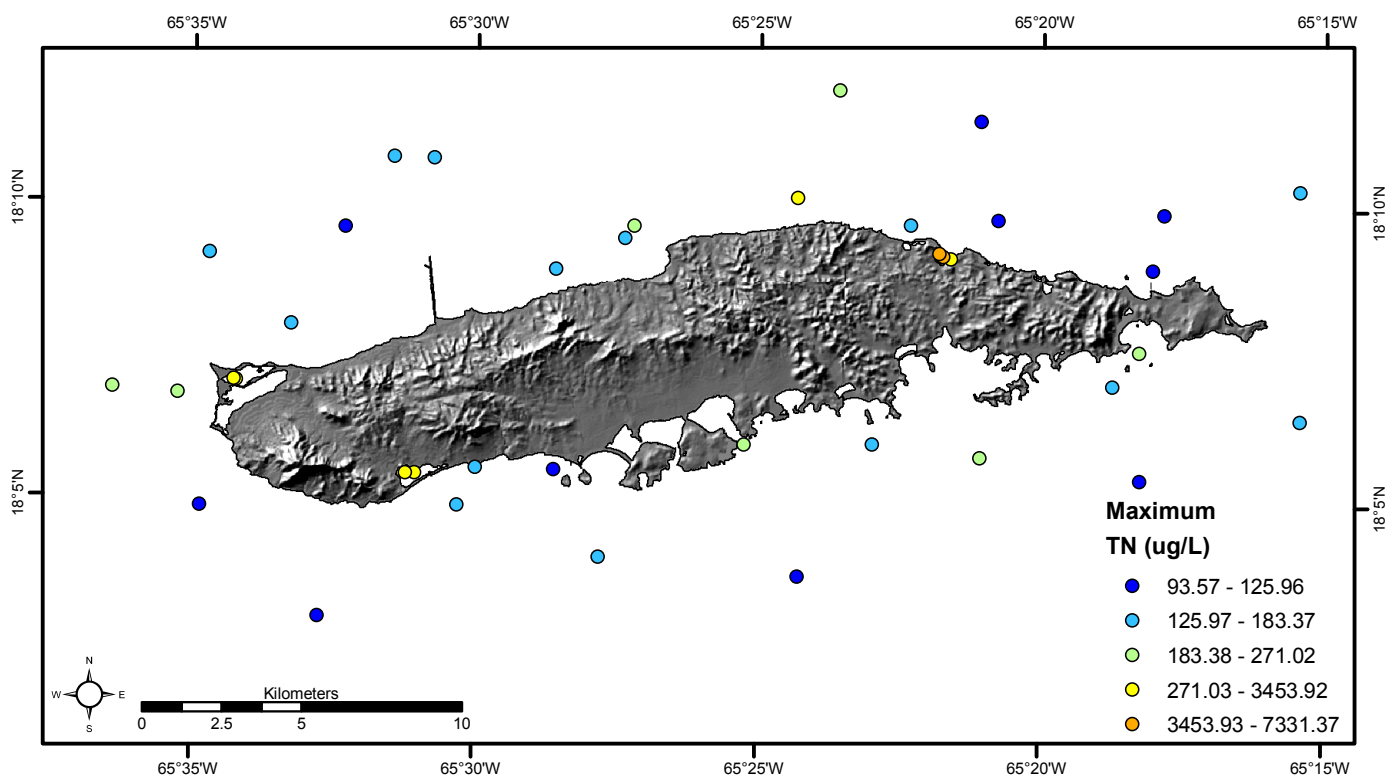 65°35'W 65°30'W 65°25'W 65°20'W 65°15'W
18°10'N 18°10'N
18°5'N 18°5'N
Maximum
TN (ug/L)
93.57 - 125.96
125.97 - 183.37
183.38 - 271.02
271.03 - 3453.92
3453.93 - 7331.37
N
W E
S
Kilometers
0 2.5 5 10
65°35'W 65°30'W 65°25'W 65°20'W 65°15'W